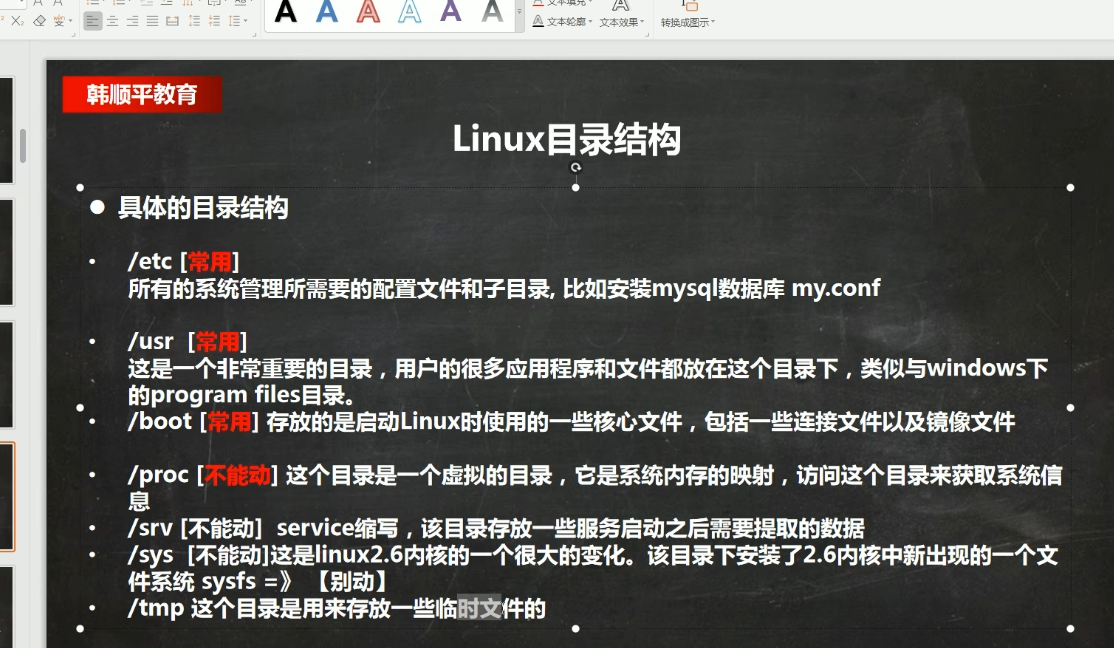 文本填充
A A A A A A
文本轮廓 文本效果 转换成图示
韩顺平教育
Linux目录结构
具体的目录结构
/etc [常用]
所有的系统管理所需要的配置文件和子目录, 比如安装mysql数据库 my.conf
/usr [常用]
这是一个非常重要的目录，用户的很多应用程序和文件都放在这个目录下，类似与windows下
的program files目录。
/boot [常用] 存放的是启动Linux时使用的一些核心文件，包括一些连接文件以及镜像文件
/proc [不能动] 这个目录是一个虚拟的目录，它是系统内存的映射，访问这个目录来获取系统信
息
/srv [不能动] service缩写，该目录存放一些服务启动之后需要提取的数据
/sys [不能动]这是linux2.6内核的一个很大的变化。该目录下安装了2.6内核中新出现的一个文
件系统 sysfs =》 【别动】
/tmp 这个目录是用来存放一些临时文件的